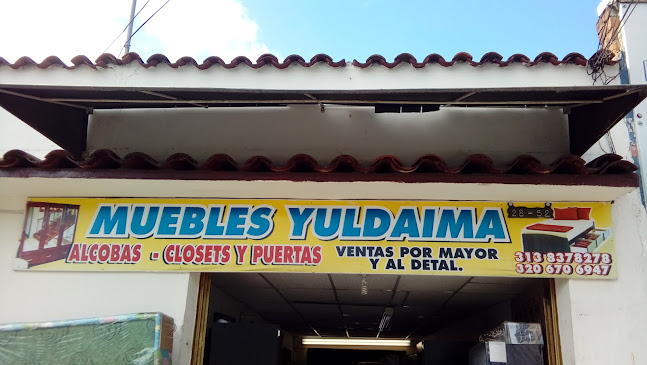 MUEBLES YULDAIMA
28-52
ALCOBAS - CLOSETS Y PUERTAS
VENTAS POR MAYOR
Y AL DETAL.
313 8378278
320 670 6947